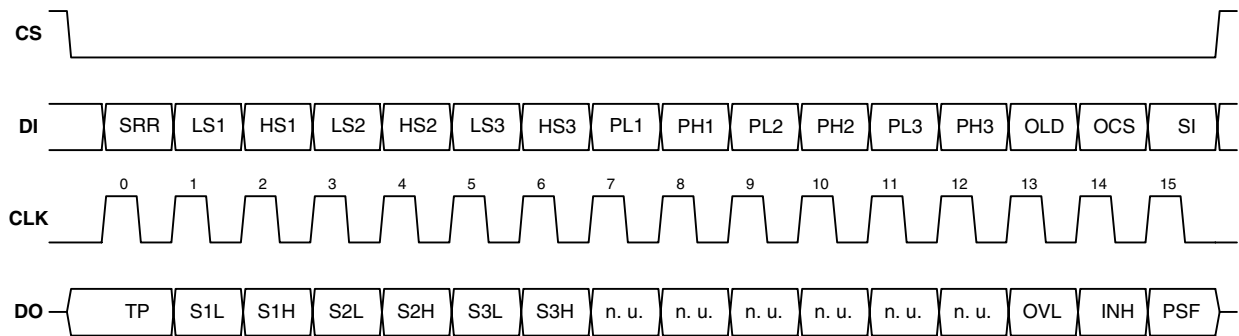 CS
DI SRR LS1 HS1 LS2 HS2 LS3 HS3 PL1 PH1 PL2 PH2 PL3 PH3 OLD OCS SI
0 1 2 3 4 5 6 7 8 9 10 11 12 13 14 15
CLK
DO TP S1L S1H S2L S2H S3L S3H n. u. n. u. n. u. n. u. n. u. n. u. OVL INH PSF